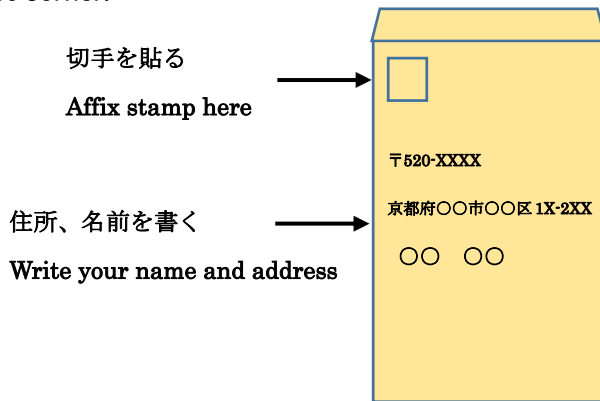 切手を貼る
Affix stamp here
〒520-XXXX
京都府〇〇市〇〇区 1X-2XX
〇〇 〇〇
住所、名前を書く
Write your name and address